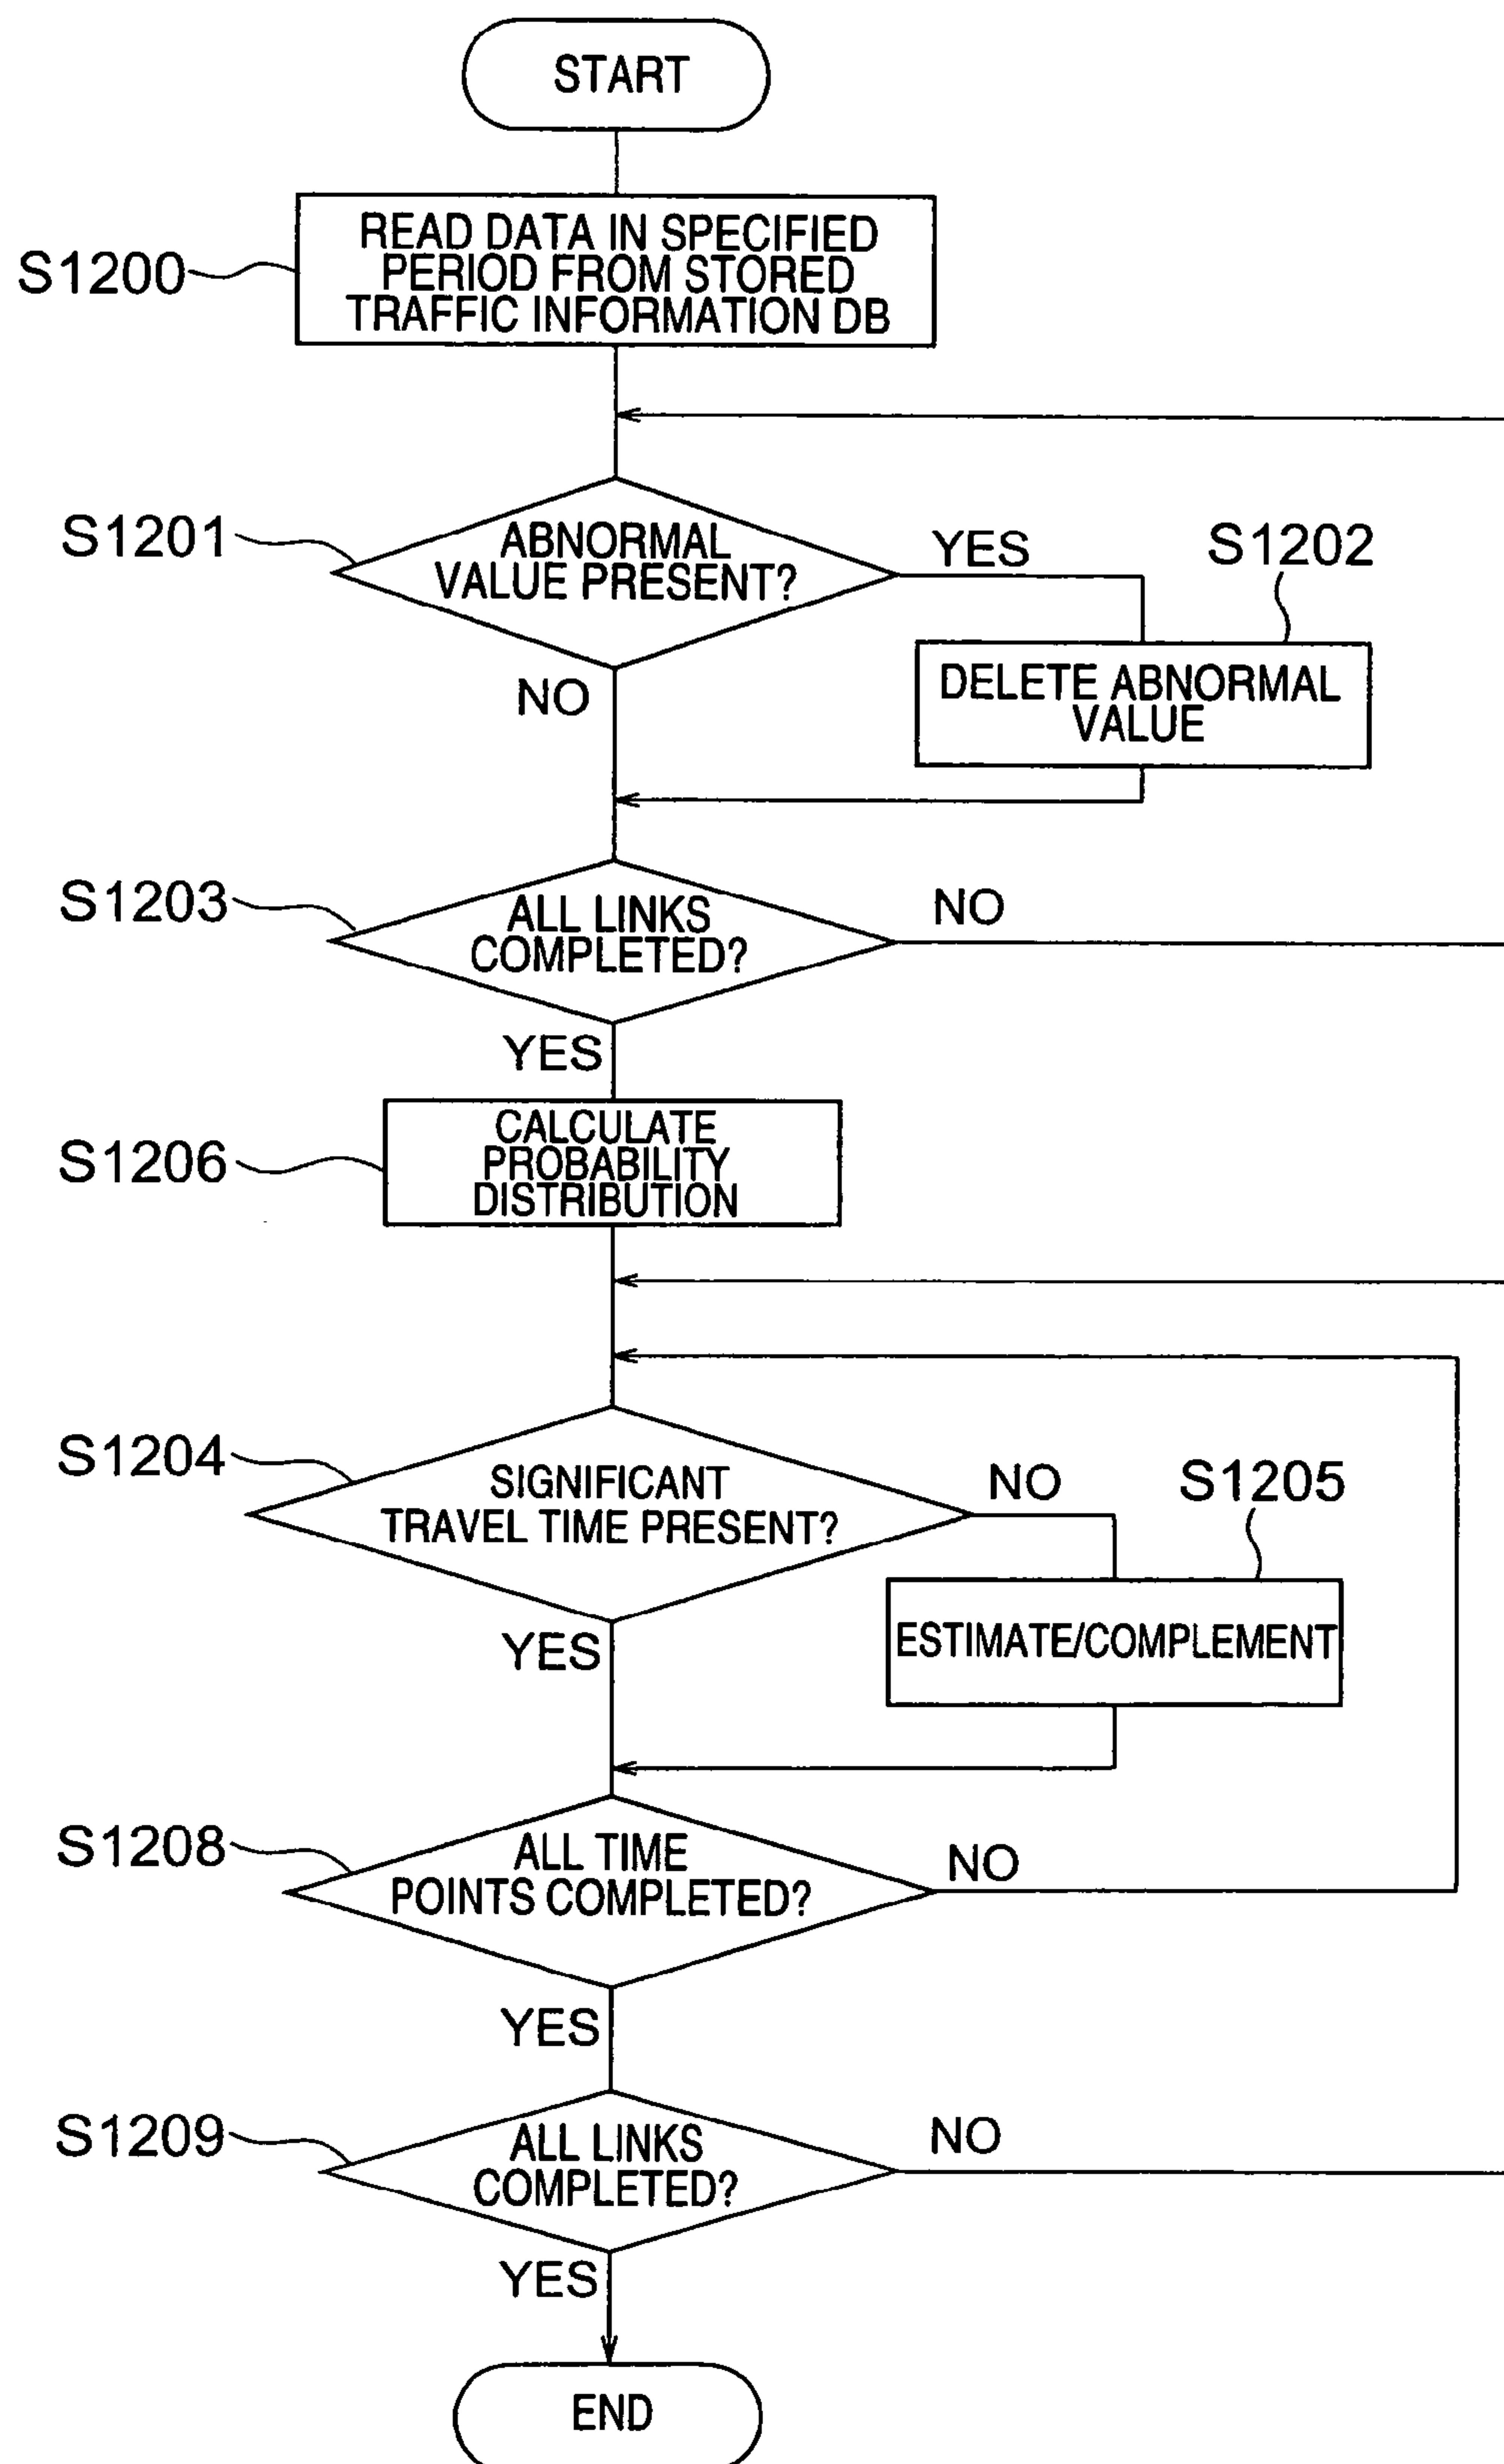 START
S1200
READ DATA IN SPECIFIED
PERIOD FROM STORED
TRAFFIC INFORMATION DB
S1201
ABNORMAL
VALUE PRESENT?
YES
S1202
DELETE ABNORMAL
VALUE
NO
S1203
ALL LINKS
COMPLETED?
NO
YES
S1206
CALCULATE
PROBABILITY
DISTRIBUTION
S1204
SIGNIFICANT
TRAVEL TIME PRESENT?
NO
S1205
ESTIMATE/COMPLEMENT
YES
S1208
ALL TIME
POINTS COMPLETED?
NO
YES
S1209
ALL LINKS
COMPLETED?
NO
YES
END